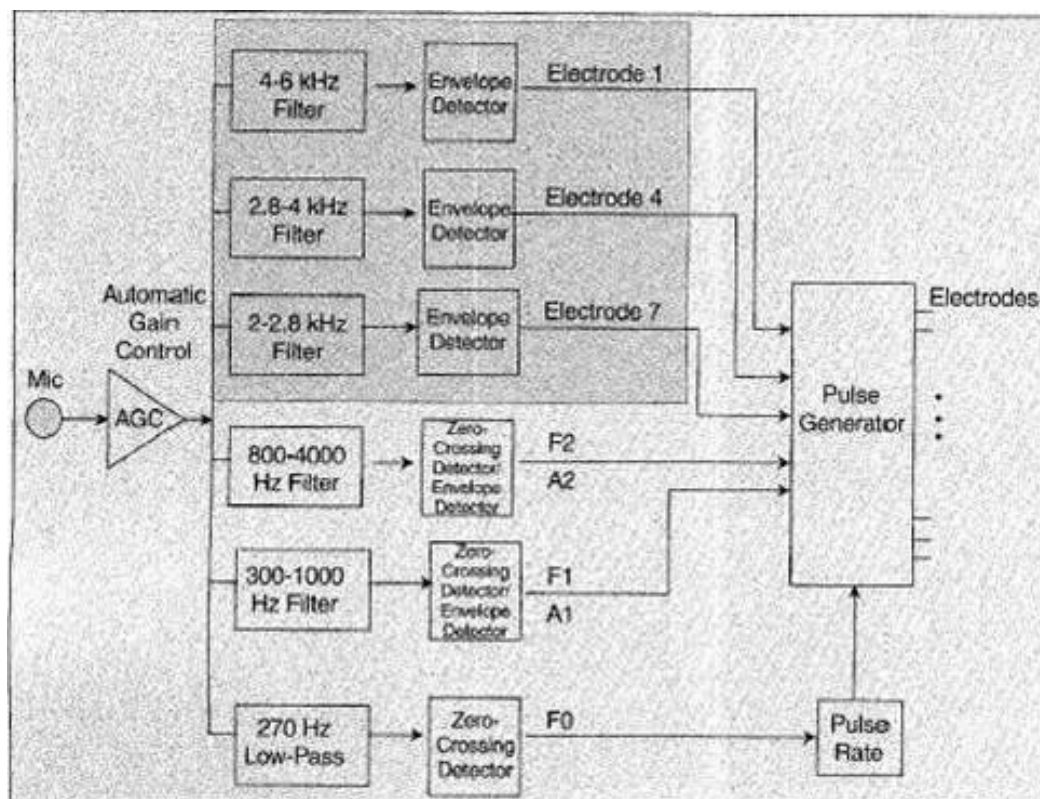 4-6 kHz
Filter
Envelope
Detector
Electrode 1
2.8-4 kHz
Filter
Envelope
Detector
Electrode 4
Automatic
Gain
Control
2-2.8 kHz
Filter
Envelope
Detector
Electrode 7
Electrodes
Mic
AGC
Pulse
Generator
800-4000
Hz Filter
Zero-
Crossing
Detector/
Envelope
Detector
F2
A2
300-1000
Hz Filter
Zero-
Crossing
Detector/
Envelope
Detector
F1
A1
270 Hz
Low-Pass
Zero-
Crossing
Detector
F0
Pulse
Rate